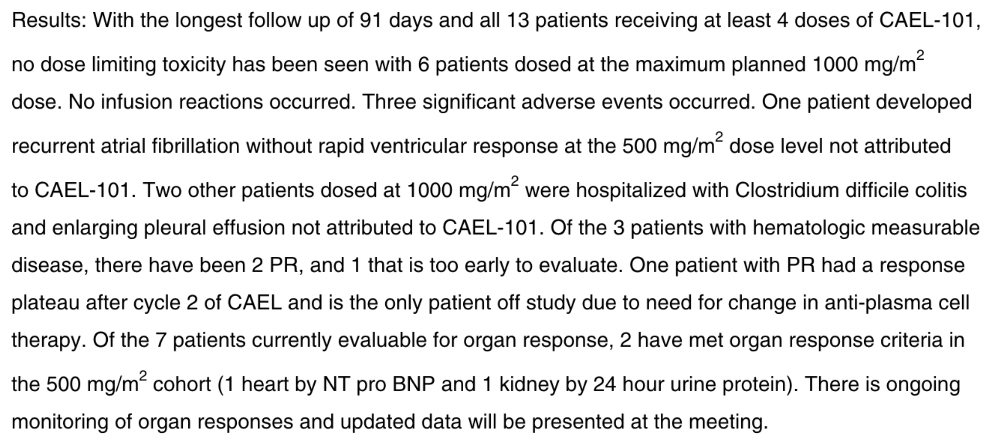 Results: With the longest follow up of 91 days and all 13 patients receiving at least 4 doses of CAEL-101,
no dose limiting toxicity has been seen with 6 patients dosed at the maximum planned 1000 mg/m²
dose. No infusion reactions occurred. Three significant adverse events occurred. One patient developed
recurrent atrial fibrillation without rapid ventricular response at the 500 mg/m² dose level not attributed
to CAEL-101. Two other patients dosed at 1000 mg/m² were hospitalized with Clostridium difficile colitis
and enlarging pleural effusion not attributed to CAEL-101. Of the 3 patients with hematologic measurable
disease, there have been 2 PR, and 1 that is too early to evaluate. One patient with PR had a response
plateau after cycle 2 of CAEL and is the only patient off study due to need for change in anti-plasma cell
therapy. Of the 7 patients currently evaluable for organ response, 2 have met organ response criteria in
the 500 mg/m² cohort (1 heart by NT pro BNP and 1 kidney by 24 hour urine protein). There is ongoing
monitoring of organ responses and updated data will be presented at the meeting.